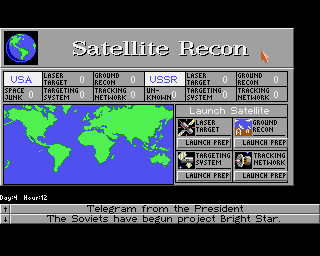 Satellite Recon
USA LASER TARGET 0 GROUND RECON 0 USSR LASER TARGET 0 GROUND RECON 0
SPACE JUNK 0 TARGETING SYSTEM 0 TRACKING NETWORK 0 UN-KNOWN 0 TARGETING SYSTEM 0 TRACKING NETWORK 0
Launch Satellite
LASER TARGET GROUND RECON
LAUNCH PREP LAUNCH PREP
TARGETING SYSTEM TRACKING NETWORK
LAUNCH PREP LAUNCH PREP
Day:4 Hour:12
↑ Telegram from the President
↓ The Soviets have begun project Bright Star.